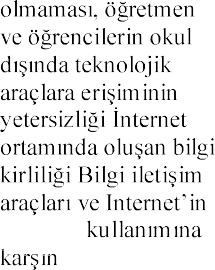 olmaması, öğretmen
ve öğrencilerin okul
dışında teknolojik
araçlara erişiminin
yetersizliği İnternet
ortamında oluşan bilgi
kirliliği Bilgi iletişim
araçları ve Internet’in
kullanımına
karşın